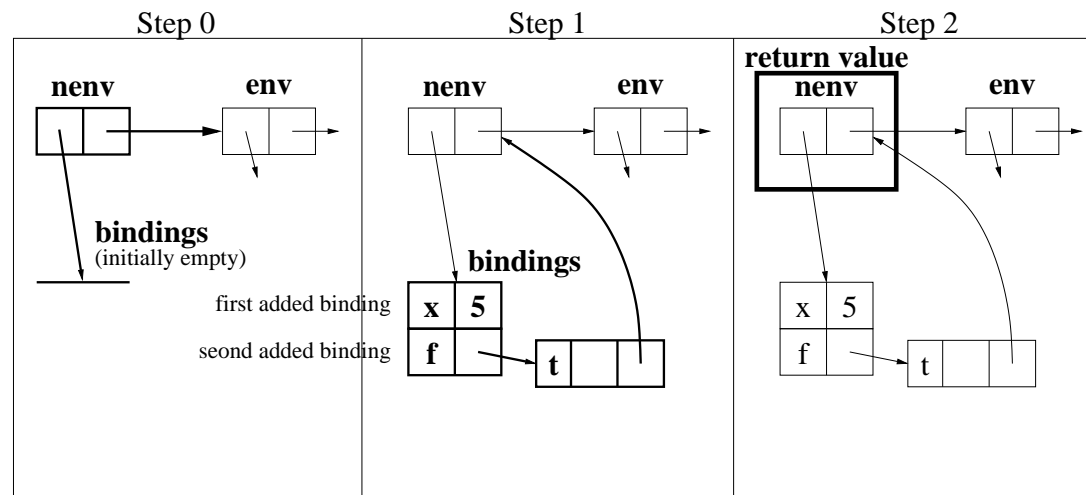 Step 0
nenv
env
bindings
(initially empty)
Step 1
nenv
env
bindings
first added binding
x 5
seond added binding
f
t
Step 2
return value
nenv
env
x 5
f
t